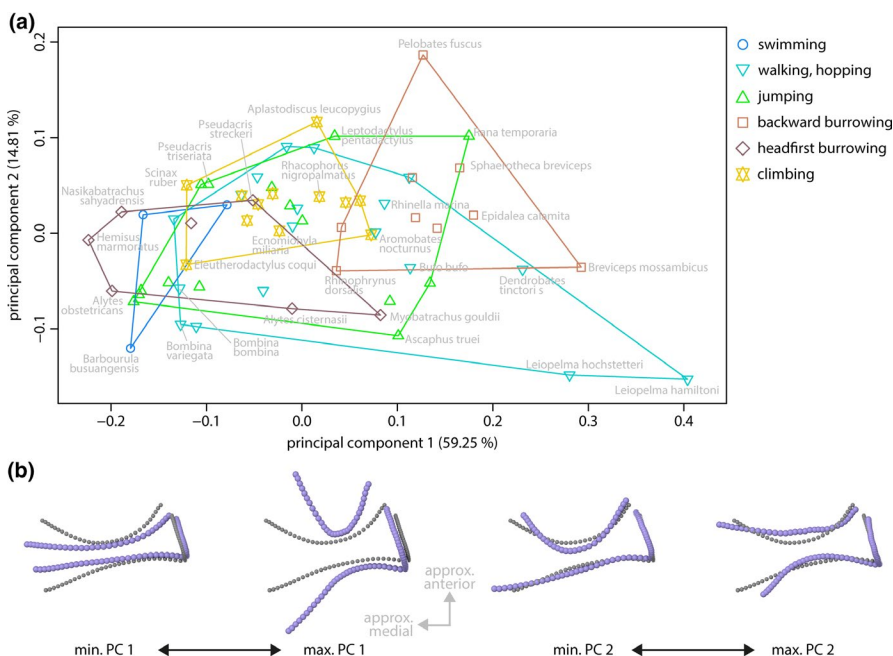 (a)
0.2
0.1
0.0
−0.1
principal component 2 (14.81 %)
−0.2
−0.1
0.0
0.1
0.2
0.3
0.4
principal component 1 (59.25 %)
Pelobates fuscus
Aplastodiscus leucopygius
Pseudacris
streckeri
Leptodactylus
pentadactylus
Rana temporaria
Pseudacris
triseriata
Scinax
ruber
Rhacophorus
nigropalmatus
Sphaerotheca breviceps
Nasikabatrachus
sahyadrensis
Rhinella marina
Epidalea calamita
Hemisus
marmoratus
Ecnomiohyla
miliaria
Aromobates
nocturnus
Eleutherodactylus coqui
Rhinophrynus
dorsalis
Bufo bufo
Dendrobates
tinctori s
Breviceps mossambicus
Alytes
obstetricans
Alytes cisternasii
Myobatrachus gouldii
Ascaphus truei
Barbourula
busuangensis
Bombina
variegata
Bombina
bombina
Leiopelma hochstetteri
Leiopelma hamiltoni
swimming
walking, hopping
jumping
backward burrowing
headfirst burrowing
climbing
(b)
approx.
anterior
approx.
medial
min. PC 1
max. PC 1
min. PC 2
max. PC 2